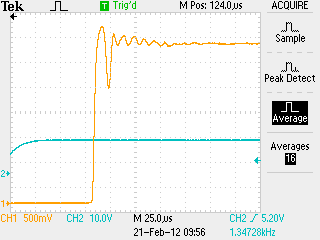 Tek Trig'd M Pos: 124.0µs ACQUIRE
Sample
Peak Detect
Average
Averages
16
2
1
CH1 500mV CH2 10.0V M 25.0µs CH2 5.20V
21-Feb-12 09:56 1.34728kHz